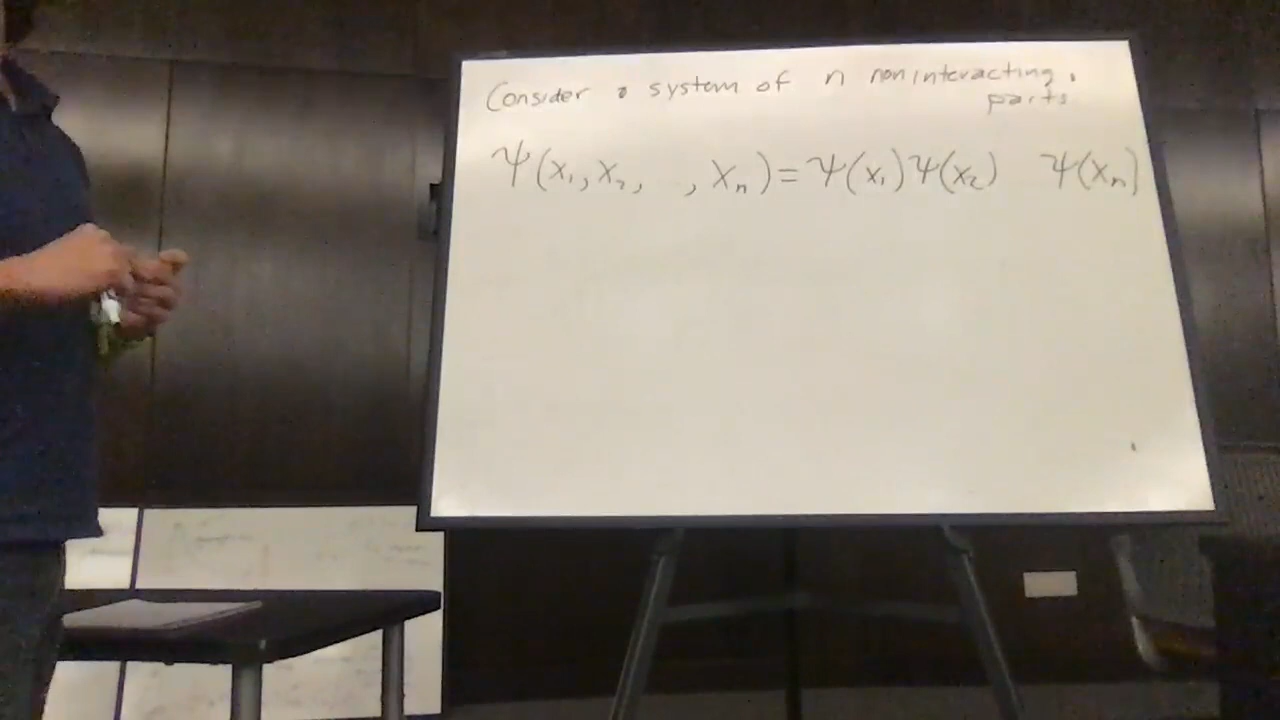 Consider a system of n noninteracting
parts
Ψ(x₁,x₂, , xₙ)=Ψ(x₁)Ψ(x₂) Ψ(xₙ)